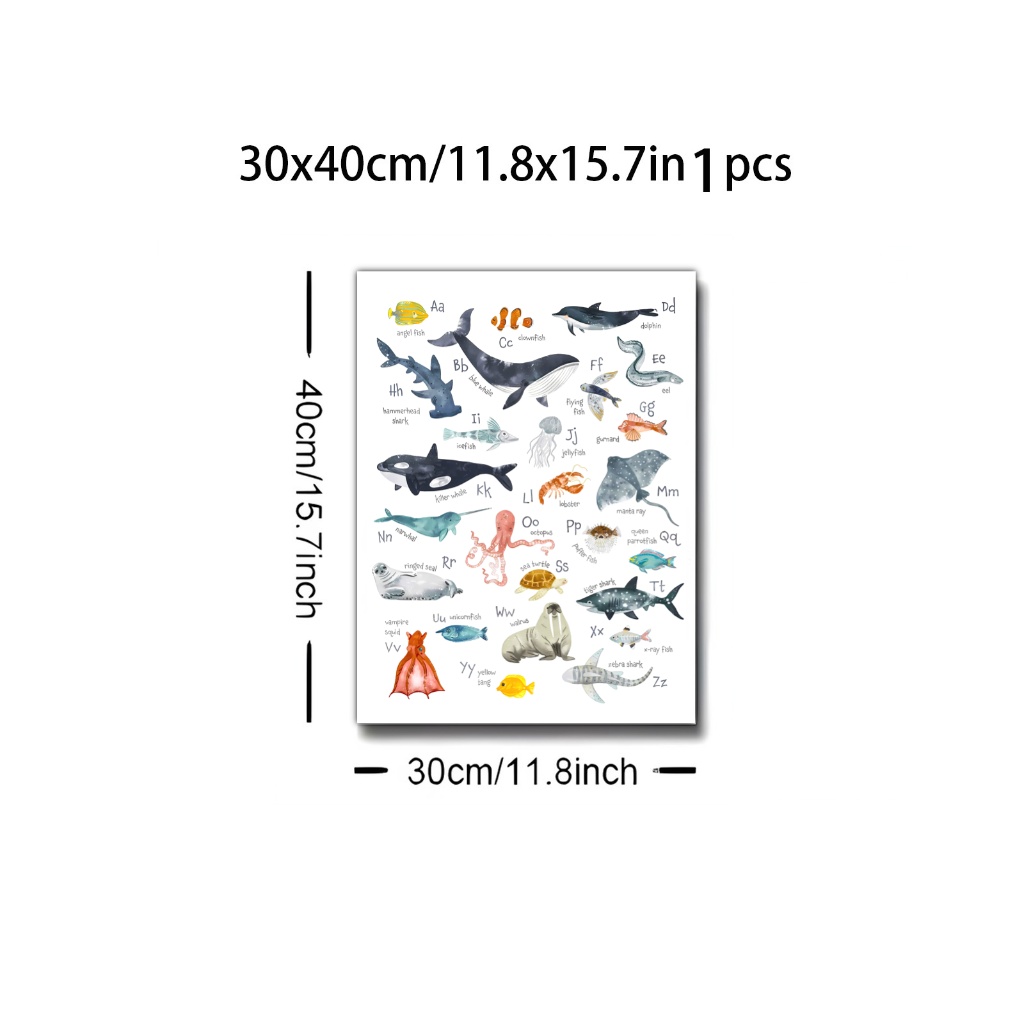 30x40cm/11.8x15.7in 1 pcs
40cm/15.7inch
Aa
angel fish
Cc clownfish
Dd
dolphin
Bb
blue whale
Ee
eel
Ff
flying
fish
Hh
hammerhead
shark
Gg
gurnard
Ii
icefish
Jj
jellyfish
killer whale Kk
Ll
lobster
Mm
manta ray
Nn narwhal
Oo
octopus
Pp
puffer fish
queen
parrotfish Qq
ringed seal Rr
sea turtle Ss
tiger shark Tt
Uu unicornfish
vampire
squid
Vv
Ww
walrus
Xx
x-ray fish
Yy yellow
tang
zebra shark
Zz
30cm/11.8inch